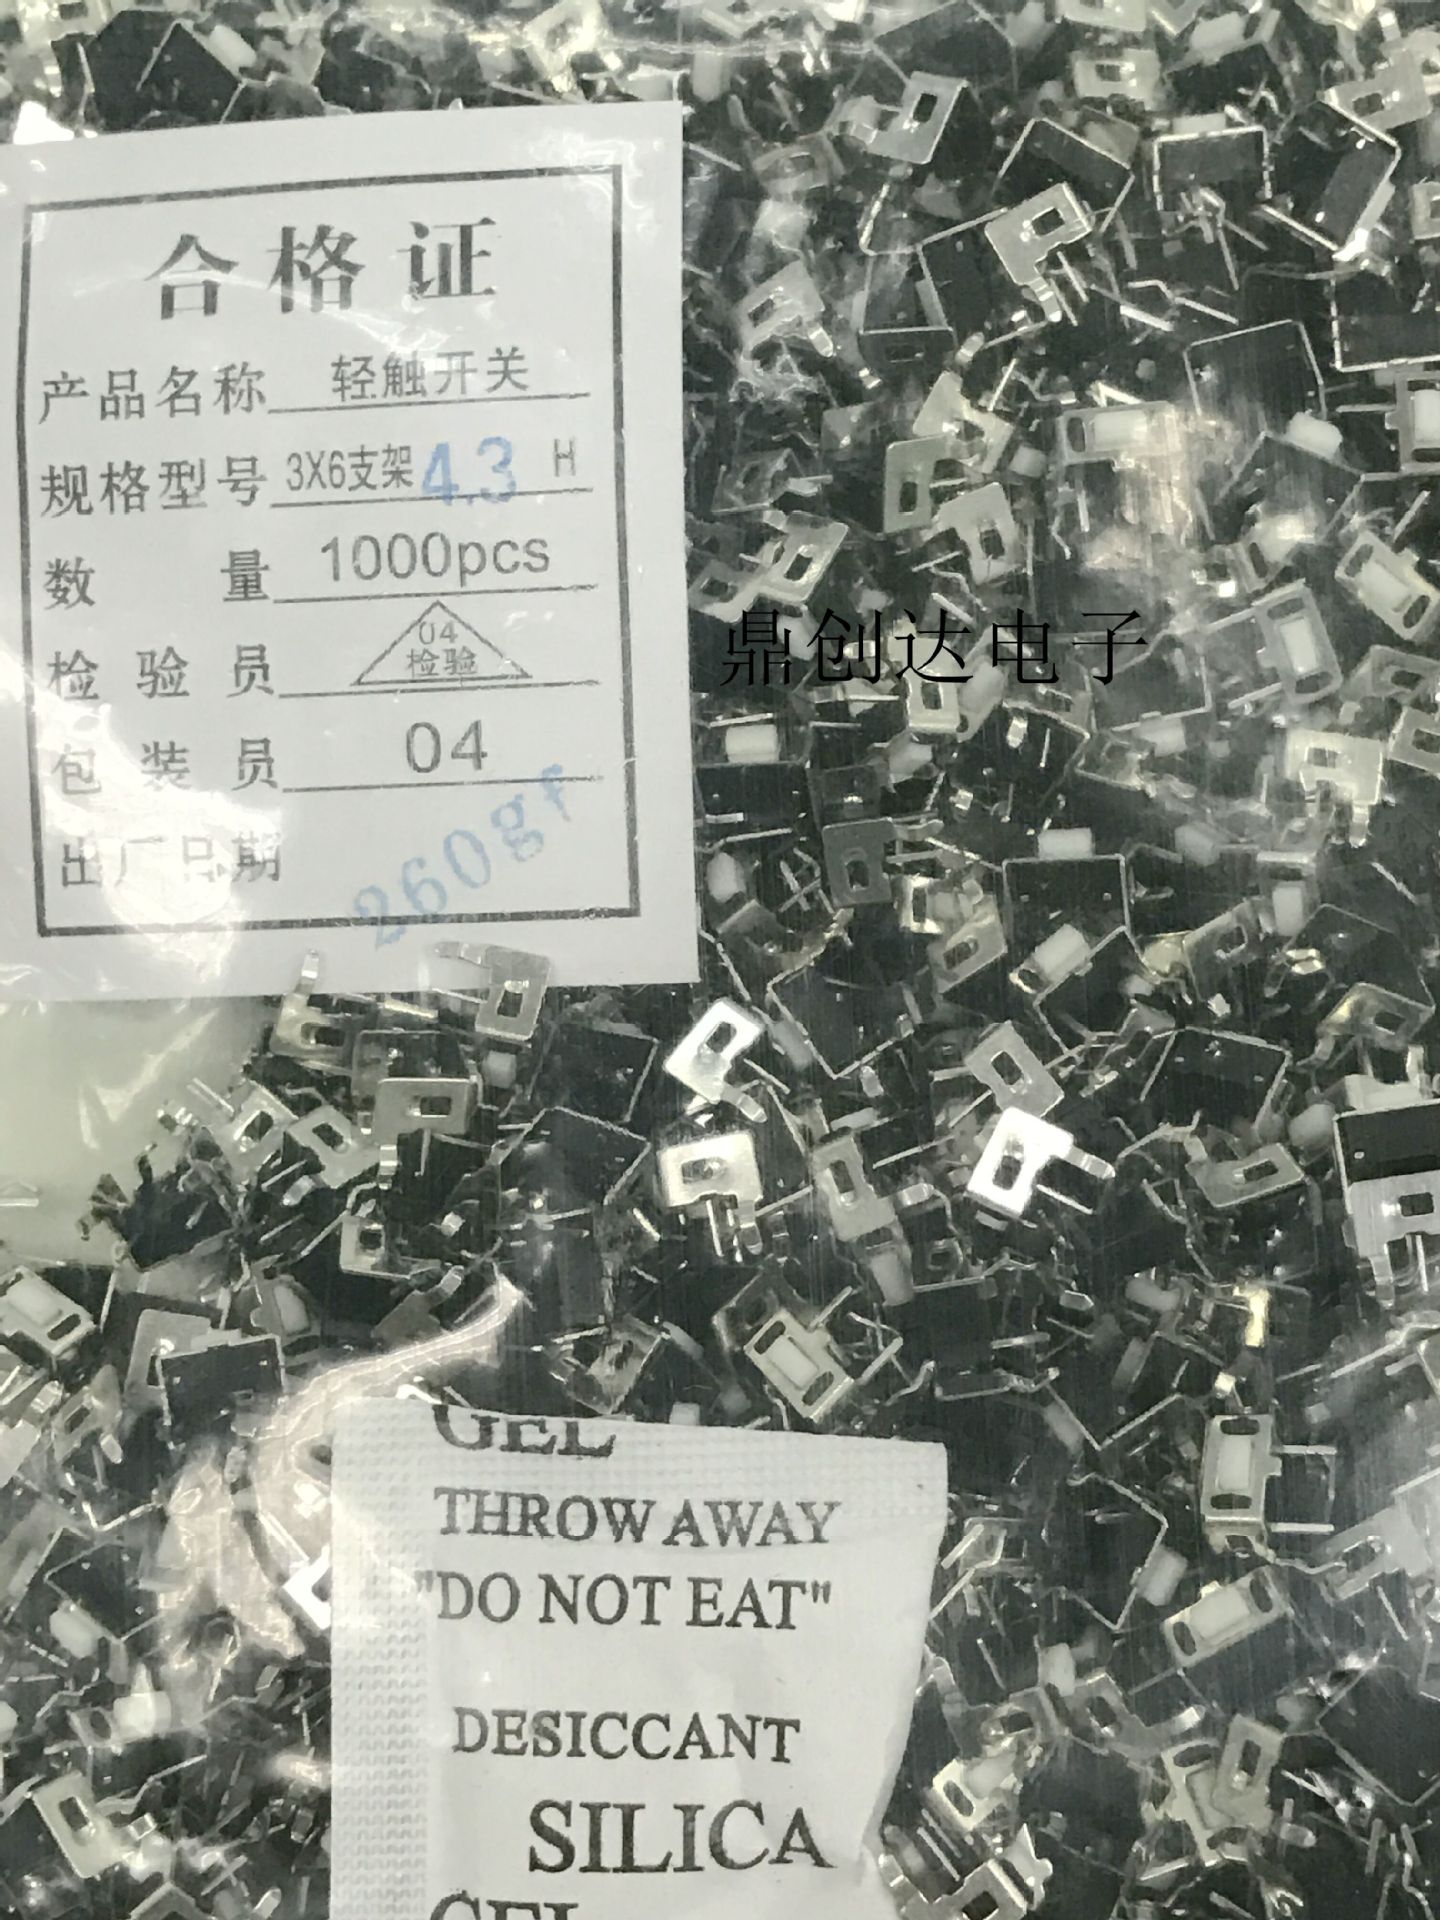 合格证
产品名称 轻触开关
规格型号 3X6支架 4.3 H
数 量 1000pcs
检 验 员 04
检验
包 装 员 04
出厂日期
260gf
鼎创达电子
GEL
THROW AWAY
"DO NOT EAT"
DESICCANT
SILICA
GEL